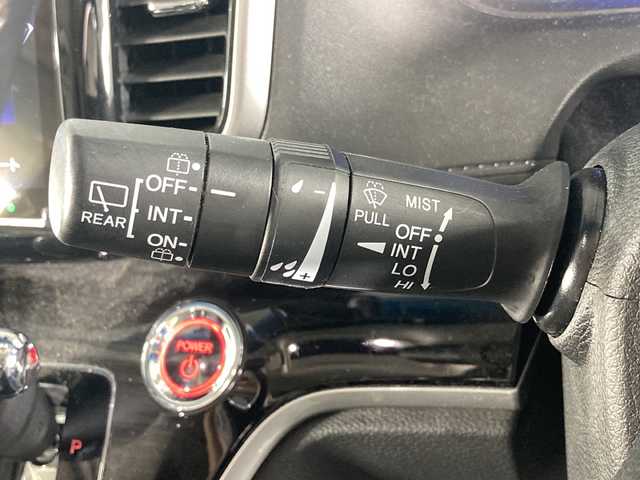 REAR
OFF
INT
ON
- +
PULL
MIST
OFF
INT
LO
HI
POWER
P